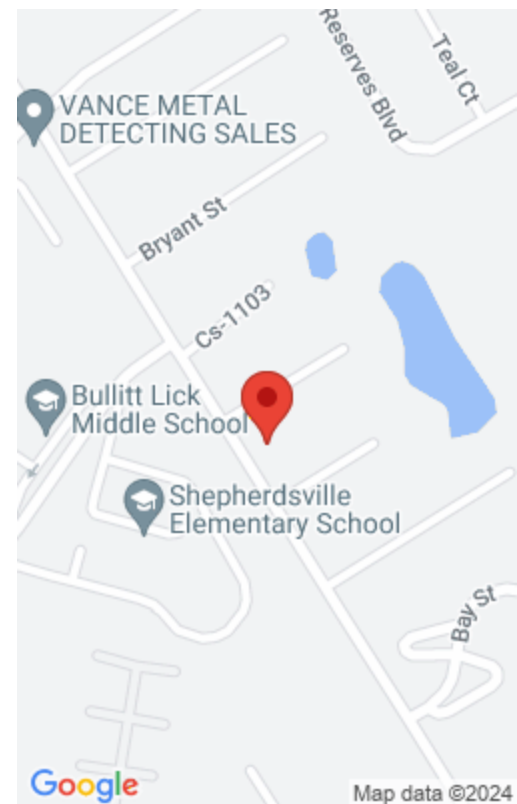 Reserves Blvd
Teal Ct
VANCE METAL
DETECTING SALES
Bryant St
Cs-1103
Bullitt Lick
Middle School
Shepherdsville
Elementary School
Bay St
Google
Map data ©2024